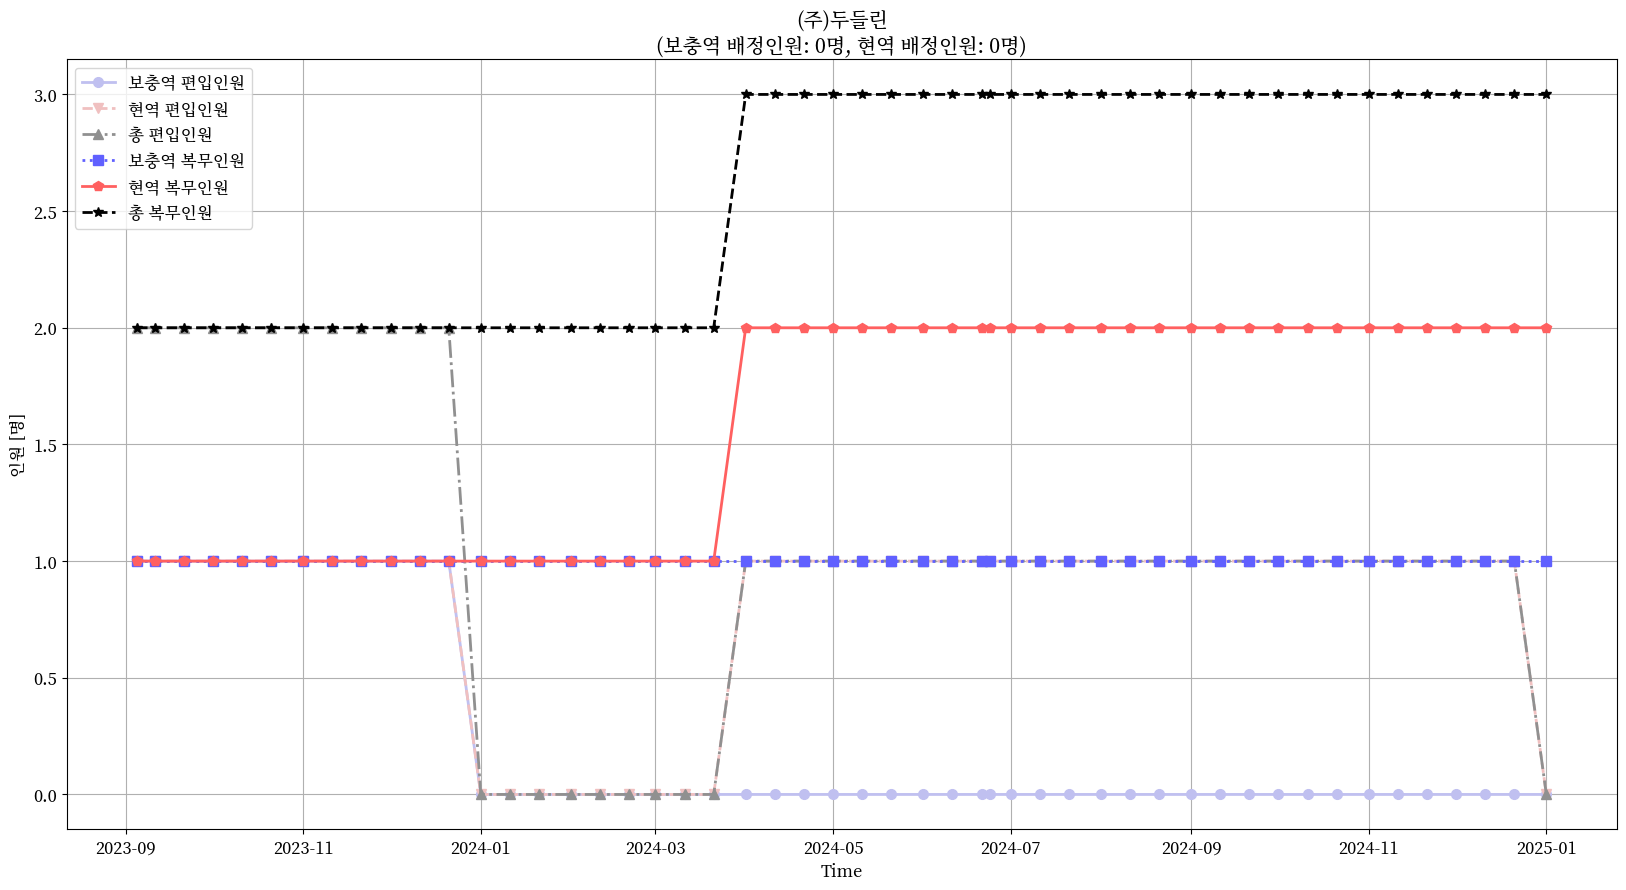 (주)두들린
(보충역 배정인원: 0명, 현역 배정인원: 0명)
보충역 편입인원
현역 편입인원
총 편입인원
보충역 복무인원
현역 복무인원
총 복무인원
3.0
2.5
2.0
1.5
1.0
0.5
0.0
인원 [명]
2023-09
2023-11
2024-01
2024-03
2024-05
2024-07
2024-09
2024-11
2025-01
Time